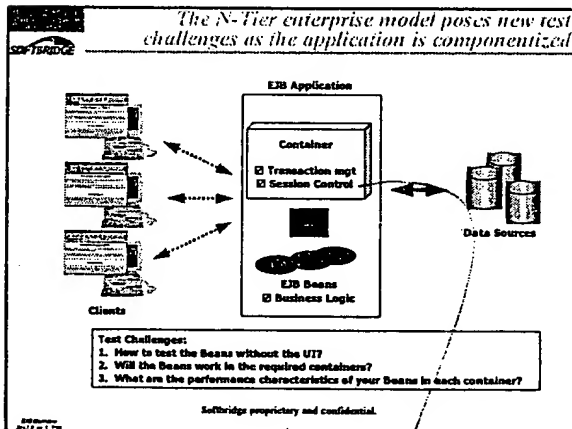 The N-Tier enterprise model poses new test
challenges as the application is componentized
SOFTBRIDGE
EJB Application
Container
☑ Transaction mgt
☑ Session Control
Data Sources
EJB Beans
☑ Business Logic
Clients
Test Challenges:
1. How to test the Beans without the UI?
2. Will the Beans work in the required containers?
3. What are the performance characteristics of your Beans in each container?
Softbridge proprietary and confidential.